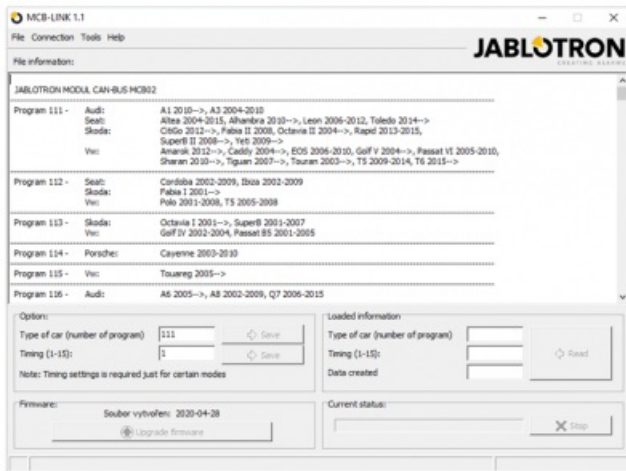 MCB-LINK 1.1
File Connection Tools Help
JABLOTRON
CREATING ALARMS
File information:
JABLOTRON MODUL CAN-BUS MCB02
Program 111 - Audi: A1 2010-->, A3 2004-2010
Seat: Altea 2004-2015, Alhambra 2010-->, Leon 2006-2012, Toledo 2014-->
Skoda: CitiGo 2012-->, Fabia II 2008, Octavia II 2004-->, Rapid 2013-2015,
SuperB II 2008-->, Yeti 2009-->
Vw: Amarok 2012-->, Caddy 2004-->, EOS 2006-2010, Golf V 2004-->, Passat VI 2005-2010,
Sharan 2010-->, Tiguan 2007-->, Touran 2003-->, T5 2009-2014, T6 2015-->
Program 112 - Seat: Cordoba 2002-2009, Ibiza 2002-2009
Skoda: Fabia I 2001-->
Vw: Polo 2001-2008, T5 2005-2008
Program 113 - Skoda: Octavia I 2001-->, SuperB 2001-2007
Vw: Golf IV 2002-2004, Passat B5 2001-2005
Program 114 - Porsche: Cayenne 2003-2010
Program 115 - Vw: Touareg 2005-->
Program 116 - Audi: A6 2005-->, A8 2002-2009, Q7 2006-2015
Option:
Type of car (number of program) 111 Save
Timing (1-15): 1 Save
Note: Timing settings is required just for certain modes
Loaded information
Type of car (number of program)
Timing (1-15): Read
Data created
Firmware:
Soubor vytvořen: 2020-04-28
Upgrade firmware
Current status:
Stop